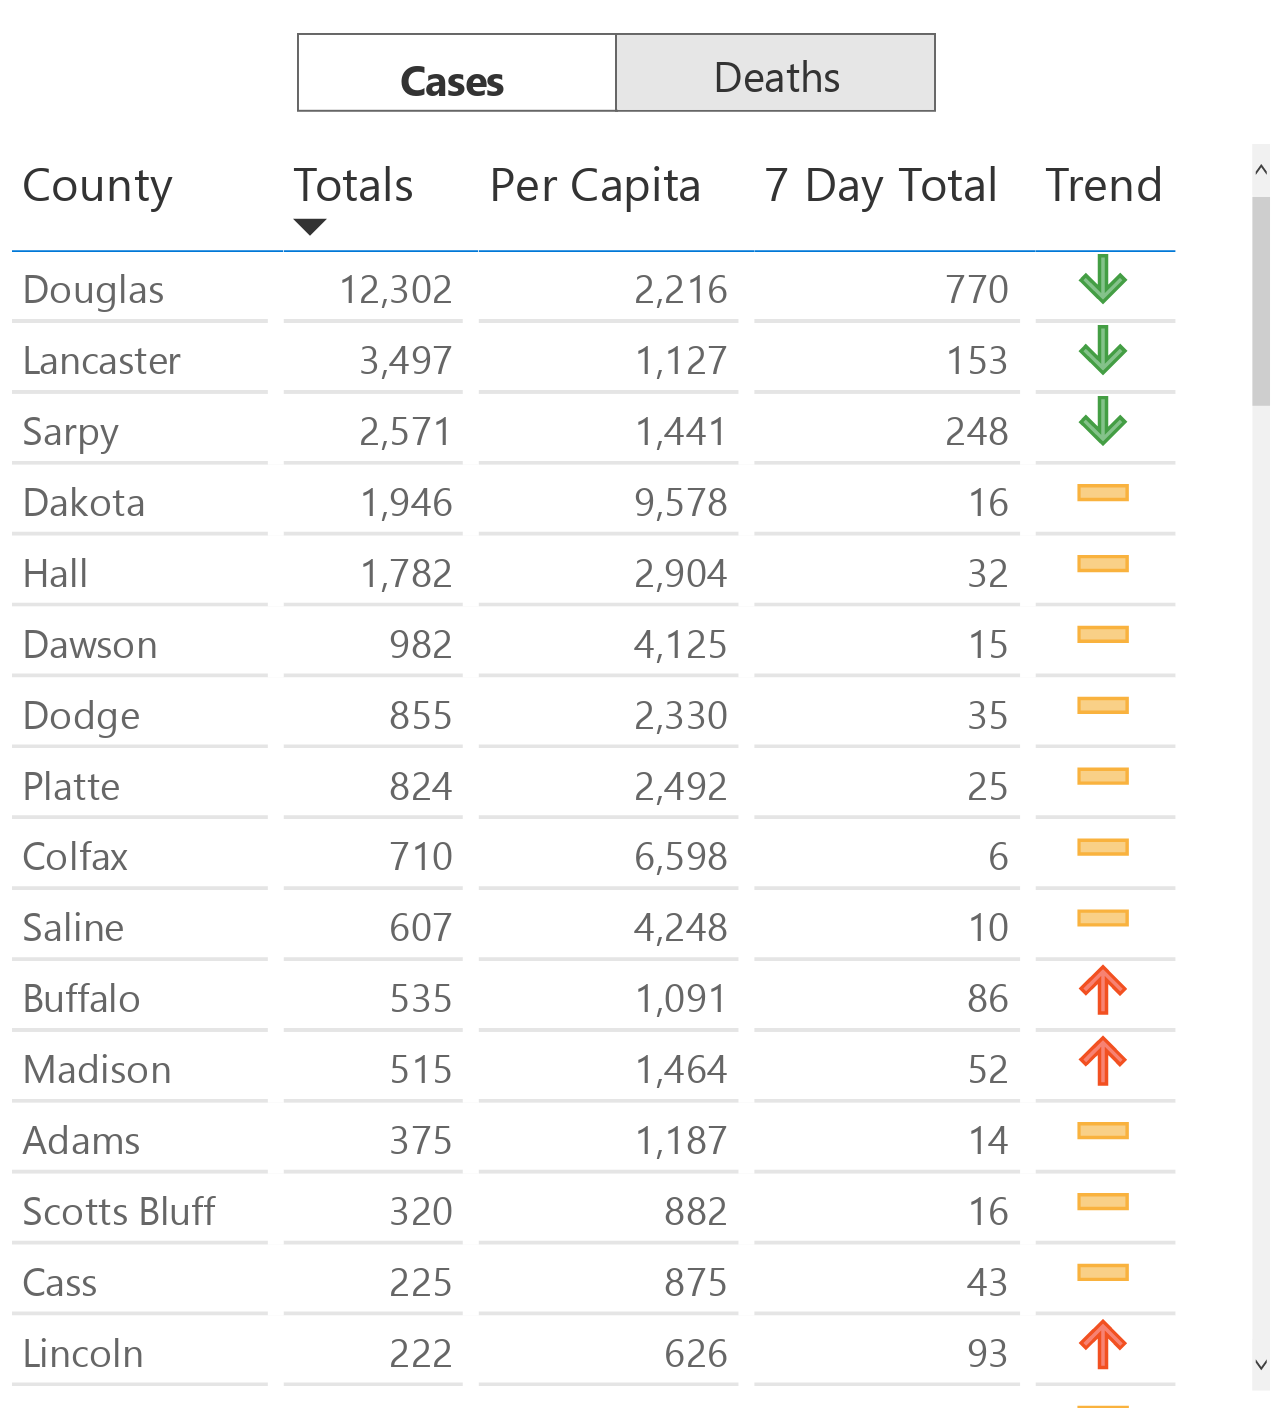 Cases Deaths
County Totals Per Capita 7 Day Total Trend
Douglas 12,302 2,216 770
Lancaster 3,497 1,127 153
Sarpy 2,571 1,441 248
Dakota 1,946 9,578 16
Hall 1,782 2,904 32
Dawson 982 4,125 15
Dodge 855 2,330 35
Platte 824 2,492 25
Colfax 710 6,598 6
Saline 607 4,248 10
Buffalo 535 1,091 86
Madison 515 1,464 52
Adams 375 1,187 14
Scotts Bluff 320 882 16
Cass 225 875 43
Lincoln 222 626 93